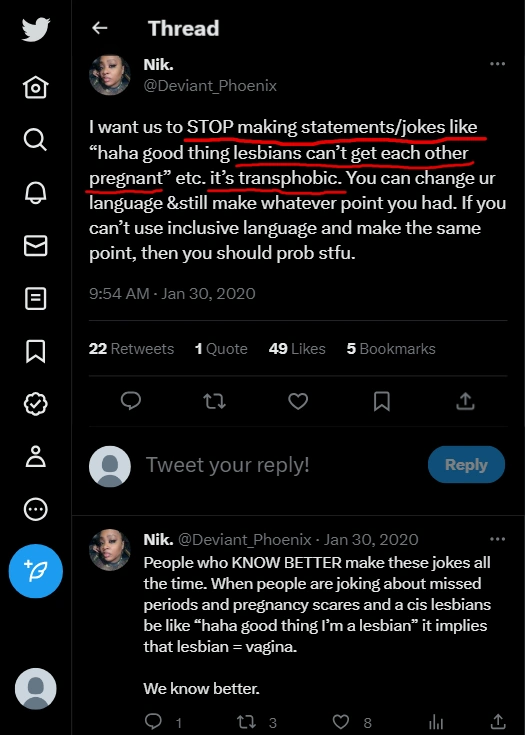 Thread
Nik.
@Deviant_Phoenix
I want us to STOP making statements/jokes like
“haha good thing lesbians can’t get each other
pregnant” etc. it’s transphobic. You can change ur
language &still make whatever point you had. If you
can’t use inclusive language and make the same
point, then you should prob stfu.
9:54 AM · Jan 30, 2020
22 Retweets 1 Quote 49 Likes 5 Bookmarks
Tweet your reply!
Reply
Nik. @Deviant_Phoenix · Jan 30, 2020
People who KNOW BETTER make these jokes all
the time. When people are joking about missed
periods and pregnancy scares and a cis lesbians
be like “haha good thing I’m a lesbian” it implies
that lesbian = vagina.
We know better.
1 3 8